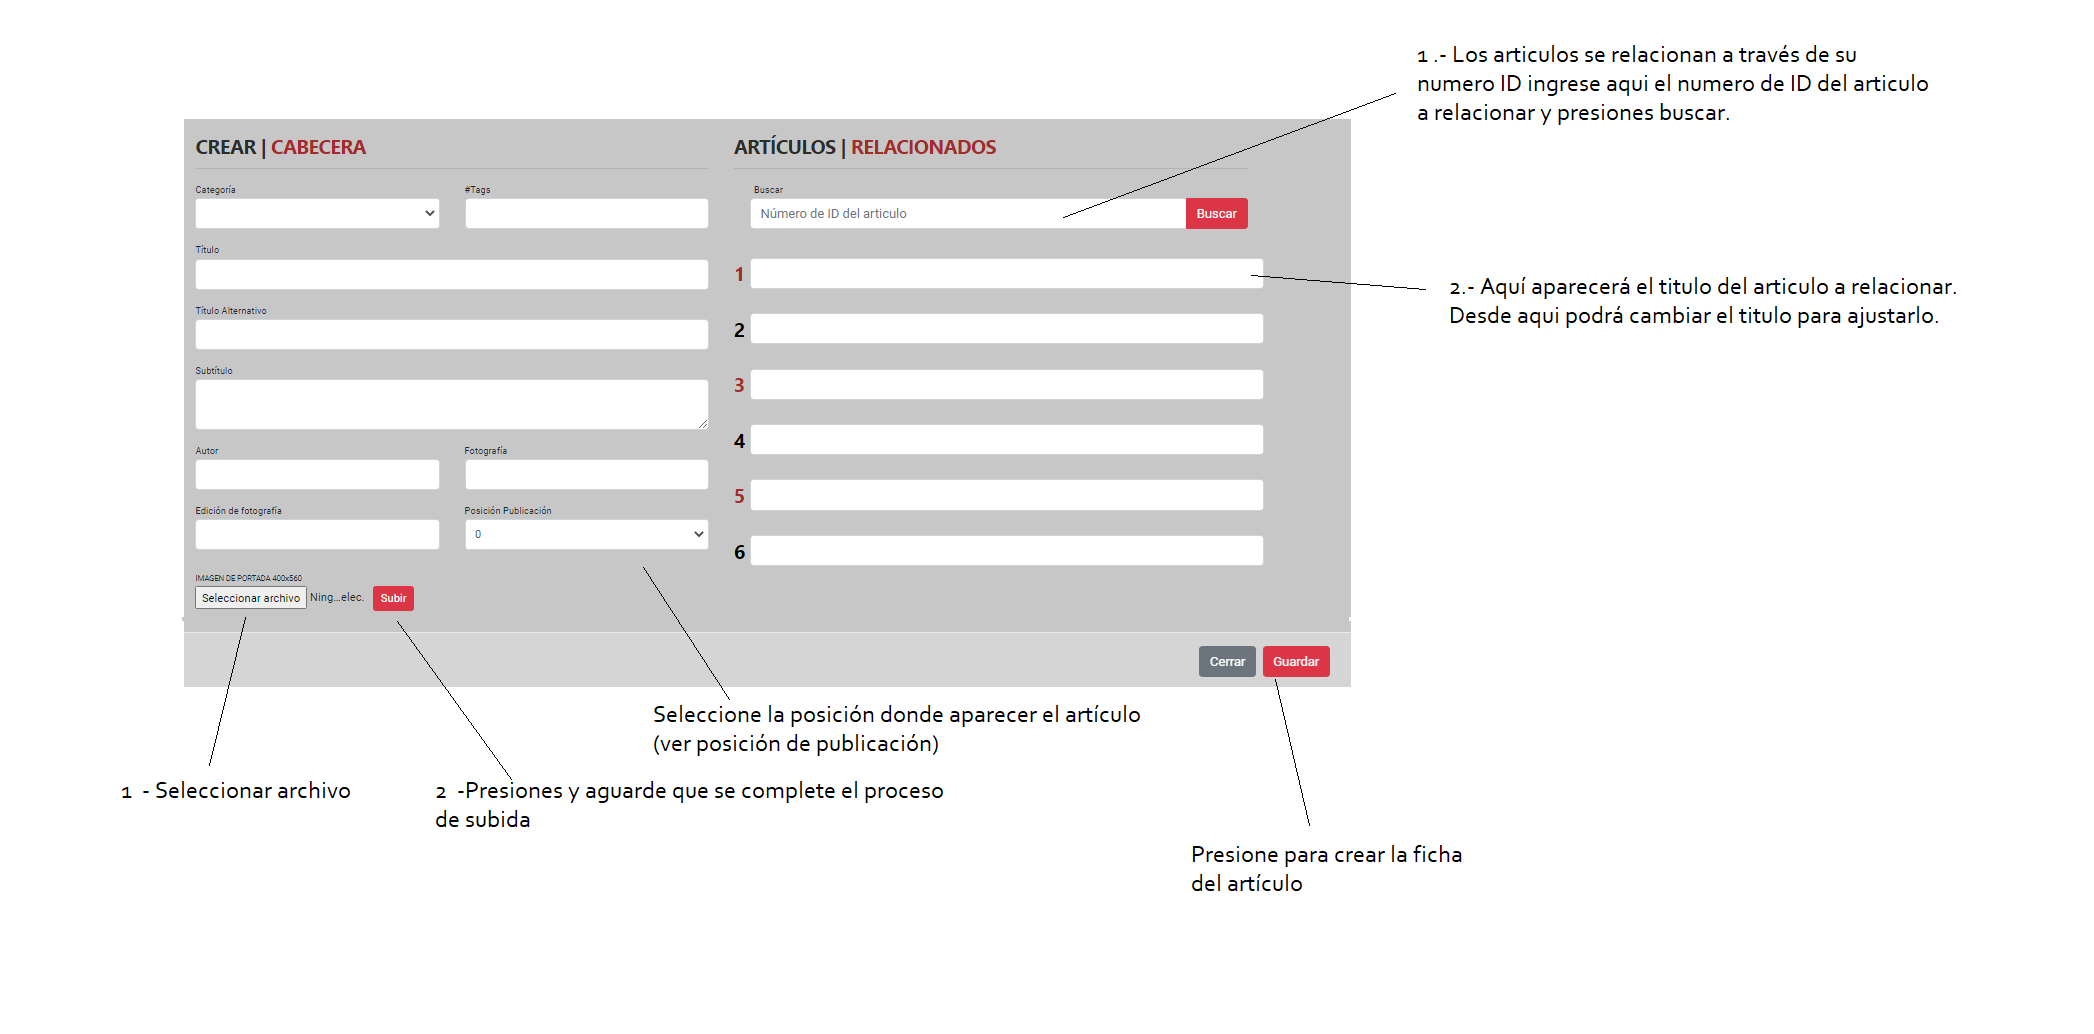 1 .- Los articulos se relacionan a través de su
numero ID ingrese aqui el numero de ID del articulo
a relacionar y presiones buscar.
CREAR | CABECERA
Categoría
#Tags
Título
Título Alternativo
Subtítulo
Autor
Fotografía
Edición de fotografía
Posición Publicación
0
IMAGEN DE PORTADA 400x560
Seleccionar archivo Ning...elec. Subir
ARTÍCULOS | RELACIONADOS
Buscar
Número de ID del articulo
Buscar
1
2
3
4
5
6
2.- Aquí aparecerá el titulo del articulo a relacionar.
Desde aqui podrá cambiar el titulo para ajustarlo.
Cerrar
Guardar
Seleccione la posición donde aparecer el artículo
(ver posición de publicación)
1 - Seleccionar archivo
2 -Presiones y aguarde que se complete el proceso
de subida
Presione para crear la ficha
del artículo